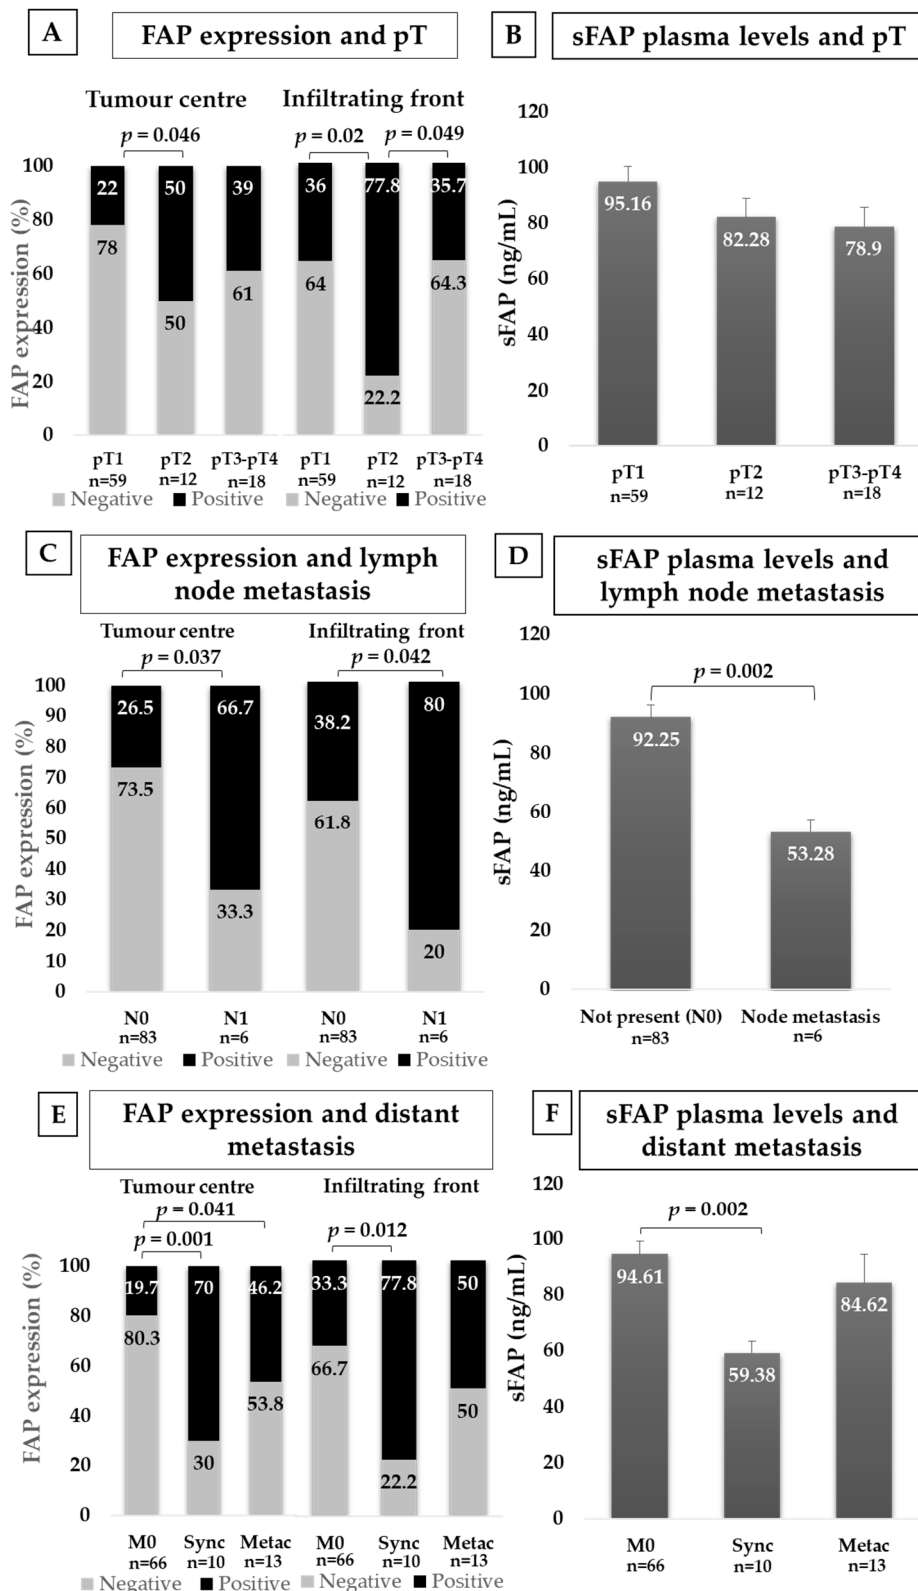 A
FAP expression and pT
Tumour centre
Infiltrating front
p = 0.046
p = 0.02
p = 0.049
FAP expression (%)
100
80
60
40
20
0
22
50
39
36
77.8
35.7
78
50
61
64
22.2
64.3
pT1
n=59
pT2
n=12
pT3-pT4
n=18
pT1
n=59
pT2
n=12
pT3-pT4
n=18
Negative
Positive
Negative
Positive
B
sFAP plasma levels and pT
sFAP (ng/mL)
120
100
80
80
60
40
20
0
95.16
82.28
78.9
pT1
n=59
pT2
n=12
pT3-pT4
n=18
C
FAP expression and lymph
node metastasis
Tumour centre
Infiltrating front
p = 0.037
p = 0.042
FAP expression (%)
100
90
80
70
60
50
40
30
20
10
0
26.5
66.7
38.2
80
73.5
33.3
61.8
20
N0
n=83
N1
n=6
N0
n=83
N1
n=6
Negative
Positive
Negative
Positive
D
sFAP plasma levels and
lymph node metastasis
sFAP (ng/mL)
120
100
80
60
40
20
0
p = 0.002
92.25
53.28
Not present (N0)
n=83
Node metastasis
n=6
E
FAP expression and distant
metastasis
Tumour centre
Infiltrating front
p = 0.041
p = 0.001
p = 0.012
FAP expression (%)
100
80
60
40
20
0
19.7
70
46.2
33.3
77.8
50
80.3
30
53.8
66.7
22.2
50
M0
n=66
Sync
n=10
Metac
n=13
M0
n=66
Sync
n=10
Metac
n=13
Negative
Positive
Negative
Positive
F
sFAP plasma levels and
distant metastasis
sFAP (ng/mL)
120
100
80
60
40
20
0
p = 0.002
94.61
59.38
84.62
M0
n=66
Sync
n=10
Metac
n=13